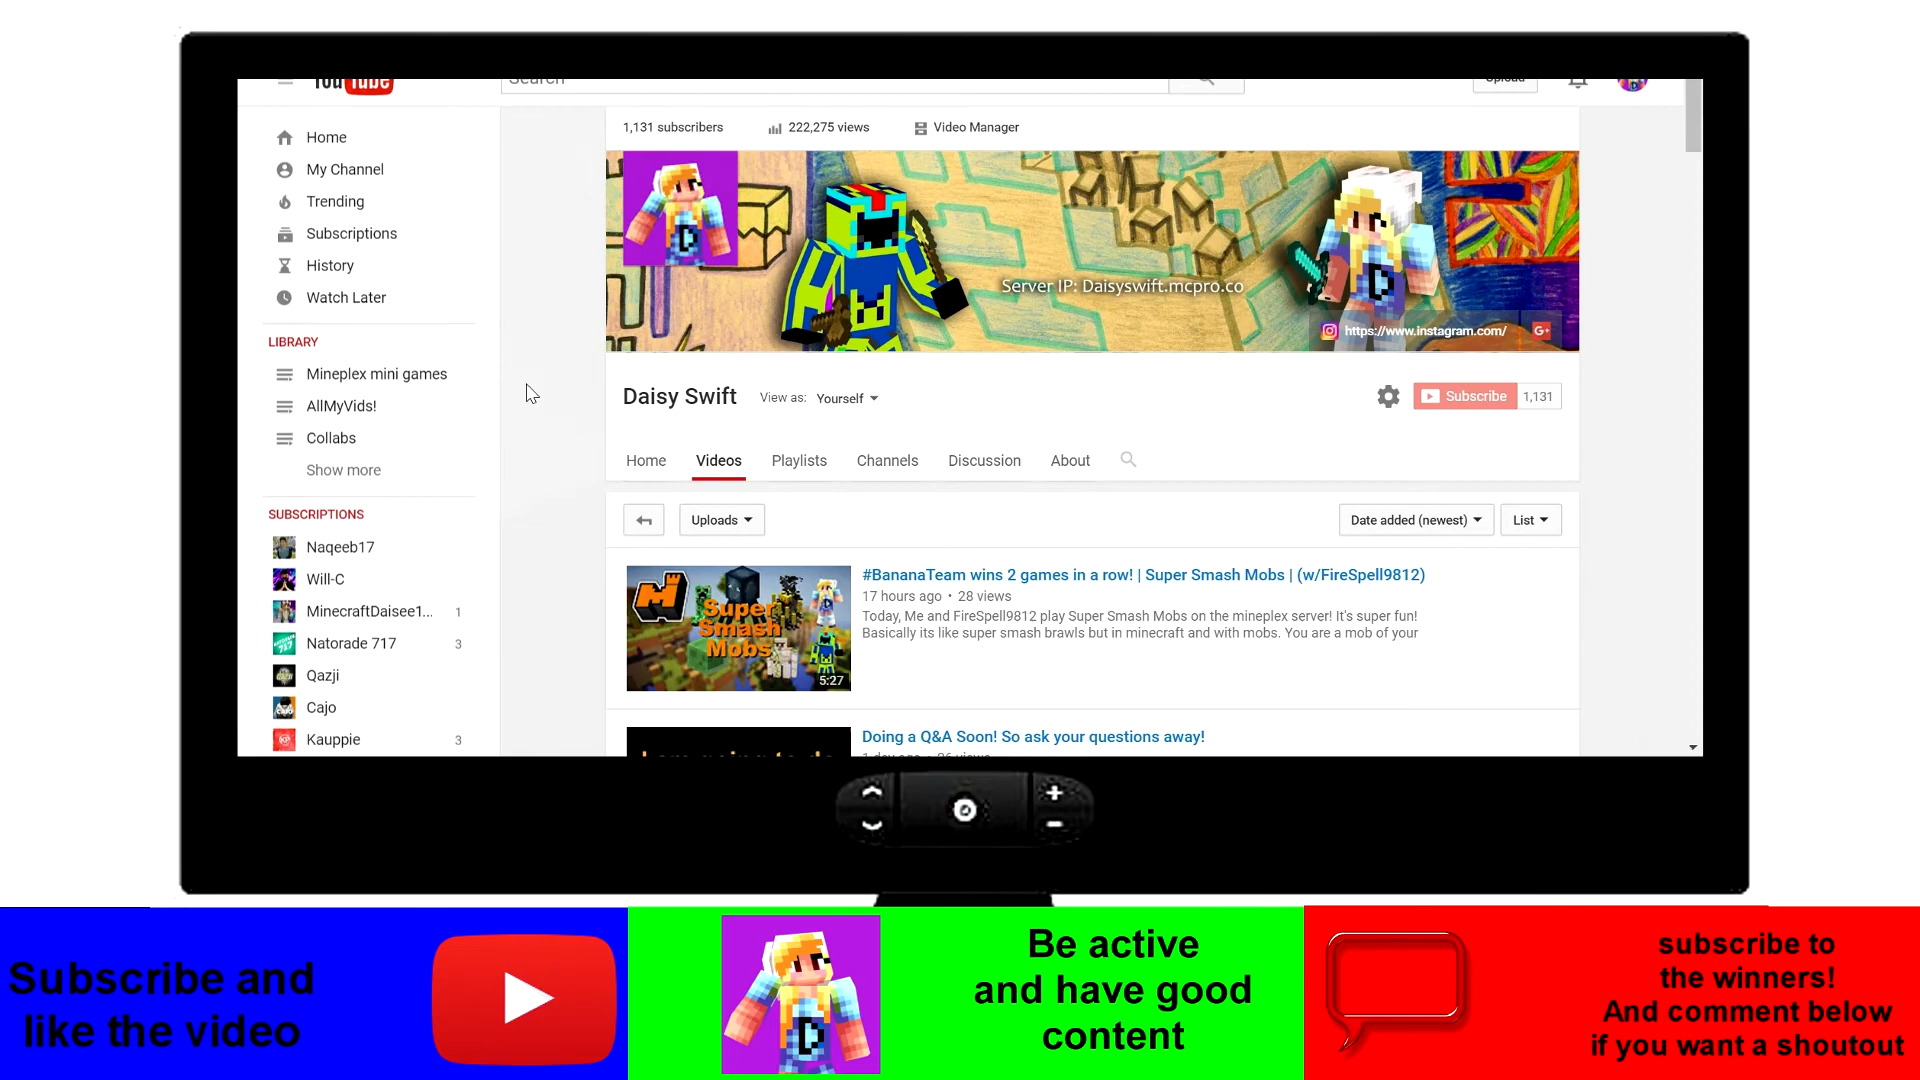 YouTube
Search
Upload
Home
My Channel
Trending
Subscriptions
History
Watch Later
LIBRARY
Mineplex mini games
AllMyVids!
Collabs
Show more
SUBSCRIPTIONS
Naqeeb17
Will-C
MinecraftDaisee1... 1
Natorade 717 3
Qazji
Cajo
Kauppie 3
1,131 subscribers 222,275 views Video Manager
D
Server IP: Daisyswift.mcpro.co
D
https://www.instagram.com/ G+
Daisy Swift View as: Yourself
Subscribe 1,131
Home Videos Playlists Channels Discussion About
Uploads Date added (newest) List
Super
Smash
Mobs
5:27
#BananaTeam wins 2 games in a row! | Super Smash Mobs | (w/FireSpell9812)
17 hours ago • 28 views
Today, Me and FireSpell9812 play Super Smash Mobs on the mineplex server! It's super fun!
Basically its like super smash brawls but in minecraft and with mobs. You are a mob of your
I am going to do
Doing a Q&A Soon! So ask your questions away!
Subscribe and
like the video
D
Be active
and have good
content
subscribe to
the winners!
And comment below
if you want a shoutout